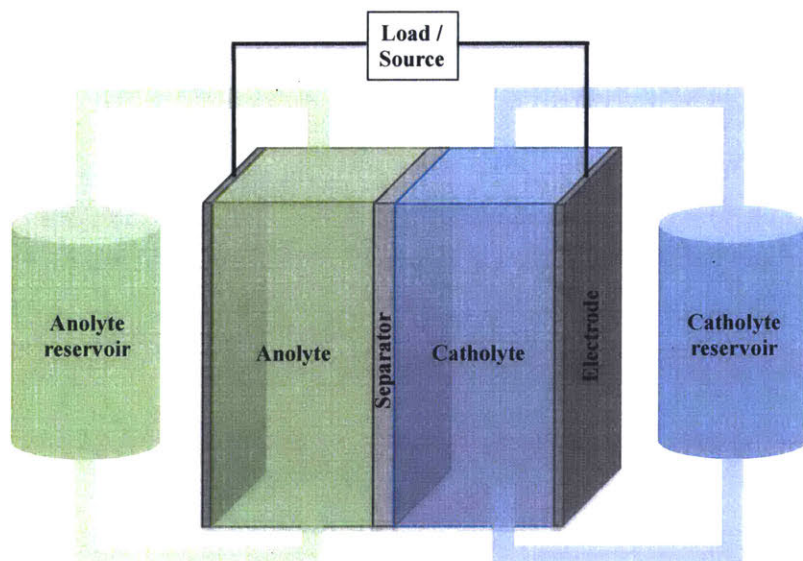 Load /
Source
Anolyte
reservoir
Anolyte
Separator
Catholyte
Electrode
Catholyte
reservoir